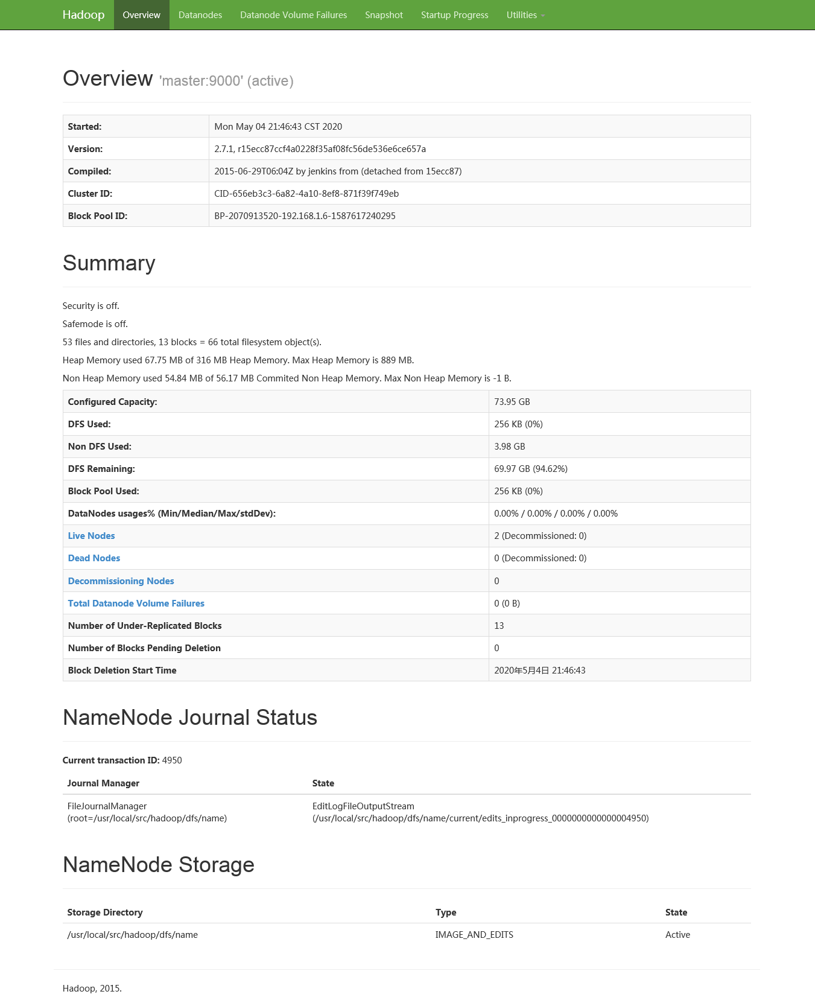 Hadoop Overview Datanodes Datanode Volume Failures Snapshot Startup Progress Utilities
Overview 'master:9000' (active)
Started: Mon May 04 21:46:43 CST 2020
Version: 2.7.1, r15ecc87ccf4a0228f35af08fc56de536e6ce657a
Compiled: 2015-06-29T06:04Z by jenkins from (detached from 15ecc87)
Cluster ID: CID-656eb3c3-6a82-4a10-8ef8-871f39f749eb
Block Pool ID: BP-2070913520-192.168.1.6-1587617240295
Summary
Security is off.
Safemode is off.
53 files and directories, 13 blocks = 66 total filesystem object(s).
Heap Memory used 67.75 MB of 316 MB Heap Memory. Max Heap Memory is 889 MB.
Non Heap Memory used 54.84 MB of 56.17 MB Commited Non Heap Memory. Max Non Heap Memory is -1 B.
Configured Capacity: 73.95 GB
DFS Used: 256 KB (0%)
Non DFS Used: 3.98 GB
DFS Remaining: 69.97 GB (94.62%)
Block Pool Used: 256 KB (0%)
DataNodes usages% (Min/Median/Max/stdDev): 0.00% / 0.00% / 0.00% / 0.00%
Live Nodes 2 (Decommissioned: 0)
Dead Nodes 0 (Decommissioned: 0)
Decommissioning Nodes 0
Total Datanode Volume Failures 0 (0 B)
Number of Under-Replicated Blocks 13
Number of Blocks Pending Deletion 0
Block Deletion Start Time 2020年5月4日 21:46:43
NameNode Journal Status
Current transaction ID: 4950
Journal Manager State
FileJournalManager EditLogFileOutputStream
(root=/usr/local/src/hadoop/dfs/name) (/usr/local/src/hadoop/dfs/name/current/edits_inprogress_0000000000000004950)
NameNode Storage
Storage Directory Type State
/usr/local/src/hadoop/dfs/name IMAGE_AND_EDITS Active
Hadoop, 2015.